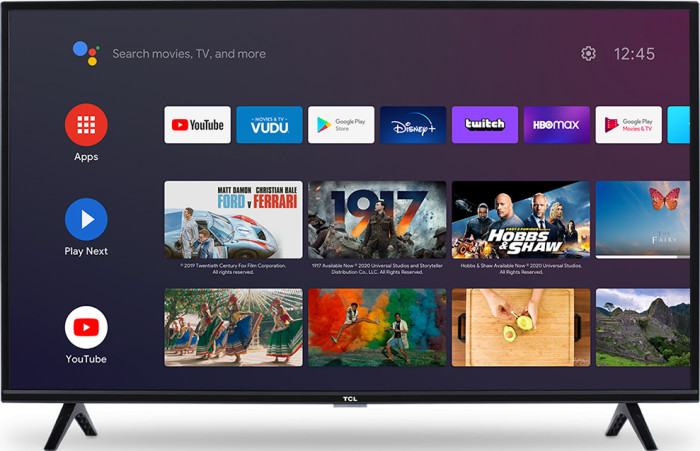 Search movies, TV, and more
12:45
Apps
YouTube
MOVIES & TV
VUDU
Google Play
Store
Disney+
twitch
HBOMAX
Google Play
Movies & TV
Play Next
MATT DAMON CHRISTIAN BALE
FORD v FERRARI
1917
FAST & FURIOUS
HOBBS
& SHAW
THE
FAIRY
© 2019 Twentieth Century Fox Film Corporation.
All rights reserved.
1917 Available Now © 2020 Universal Studios and Storyteller
Distribution Co., LLC. All Rights Reserved.
Hobbs & Shaw Available Now © 2020 Universal Studios.
All Rights Reserved.
YouTube
TCL